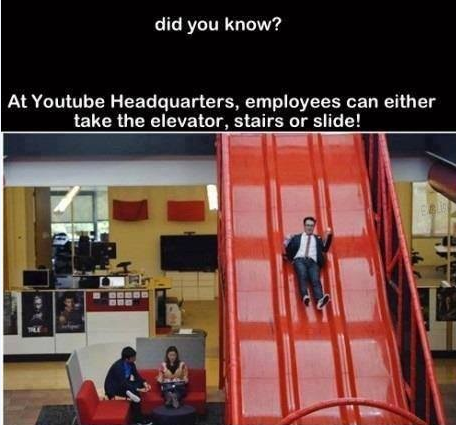 did you know?
At Youtube Headquarters, employees can either
take the elevator, stairs or slide!